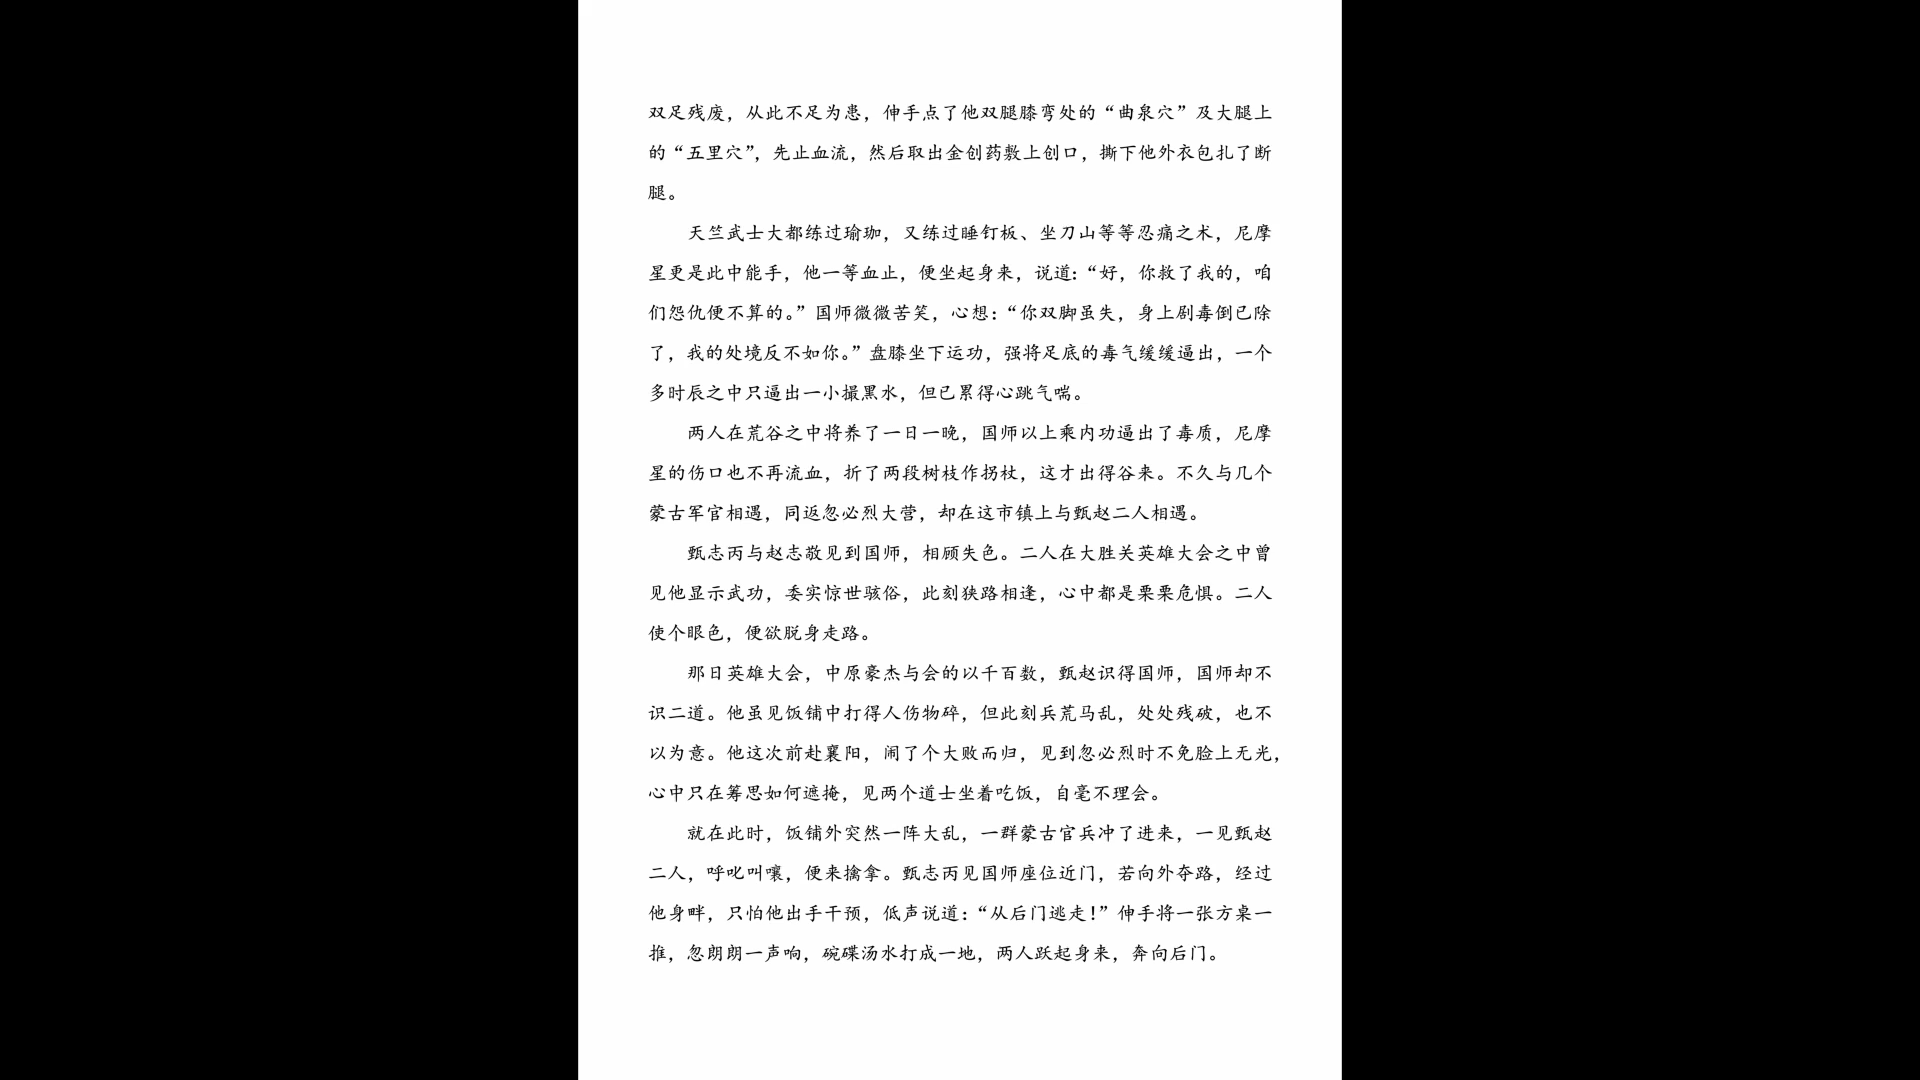 双足残废，从此不足为患，伸手点了他双腿膝弯处的“曲泉穴”及大腿上
的“五里穴”，先止血流，然后取出金创药敷上创口，撕下他外衣包扎了断
腿。
天竺武士大都练过瑜珈，又练过睡钉板、坐刀山等等忍痛之术，尼摩
星更是此中能手，他一等血止，便坐起身来，说道：“好，你救了我的，咱
们怨仇便不算的。”国师微微苦笑，心想：“你双脚虽失，身上剧毒倒已除
了，我的处境反不如你。”盘膝坐下运功，强将足底的毒气缓缓逼出，一个
多时辰之中只逼出一小撮黑水，但已累得心跳气喘。
两人在荒谷之中将养了一日一晚，国师以上乘内功逼出了毒质，尼摩
星的伤口也不再流血，折了两段树枝作拐杖，这才出得谷来。不久与几个
蒙古军官相遇，同返忽必烈大营，却在这市镇上与甄赵二人相遇。
甄志丙与赵志敬见到国师，相顾失色。二人在大胜关英雄大会之中曾
见他显示武功，委实惊世骇俗，此刻狭路相逢，心中都是栗栗危惧。二人
使个眼色，便欲脱身走路。
那日英雄大会，中原豪杰与会的以千百数，甄赵识得国师，国师却不
识二道。他虽见饭铺中打得人伤物碎，但此刻兵荒马乱，处处残破，也不
以为意。他这次前赴襄阳，闹了个大败而归，见到忽必烈时不免脸上无光，
心中只在筹思如何遮掩，见两个道士坐着吃饭，自毫不理会。
就在此时，饭铺外突然一阵大乱，一群蒙古官兵冲了进来，一见甄赵
二人，呼叱叫嚷，便来擒拿。甄志丙见国师座位近门，若向外夺路，经过
他身畔，只怕他出手干预，低声说道：“从后门逃走！”伸手将一张方桌一
推，忽朗朗一声响，碗碟汤水打成一地，两人跃起身来，奔向后门。